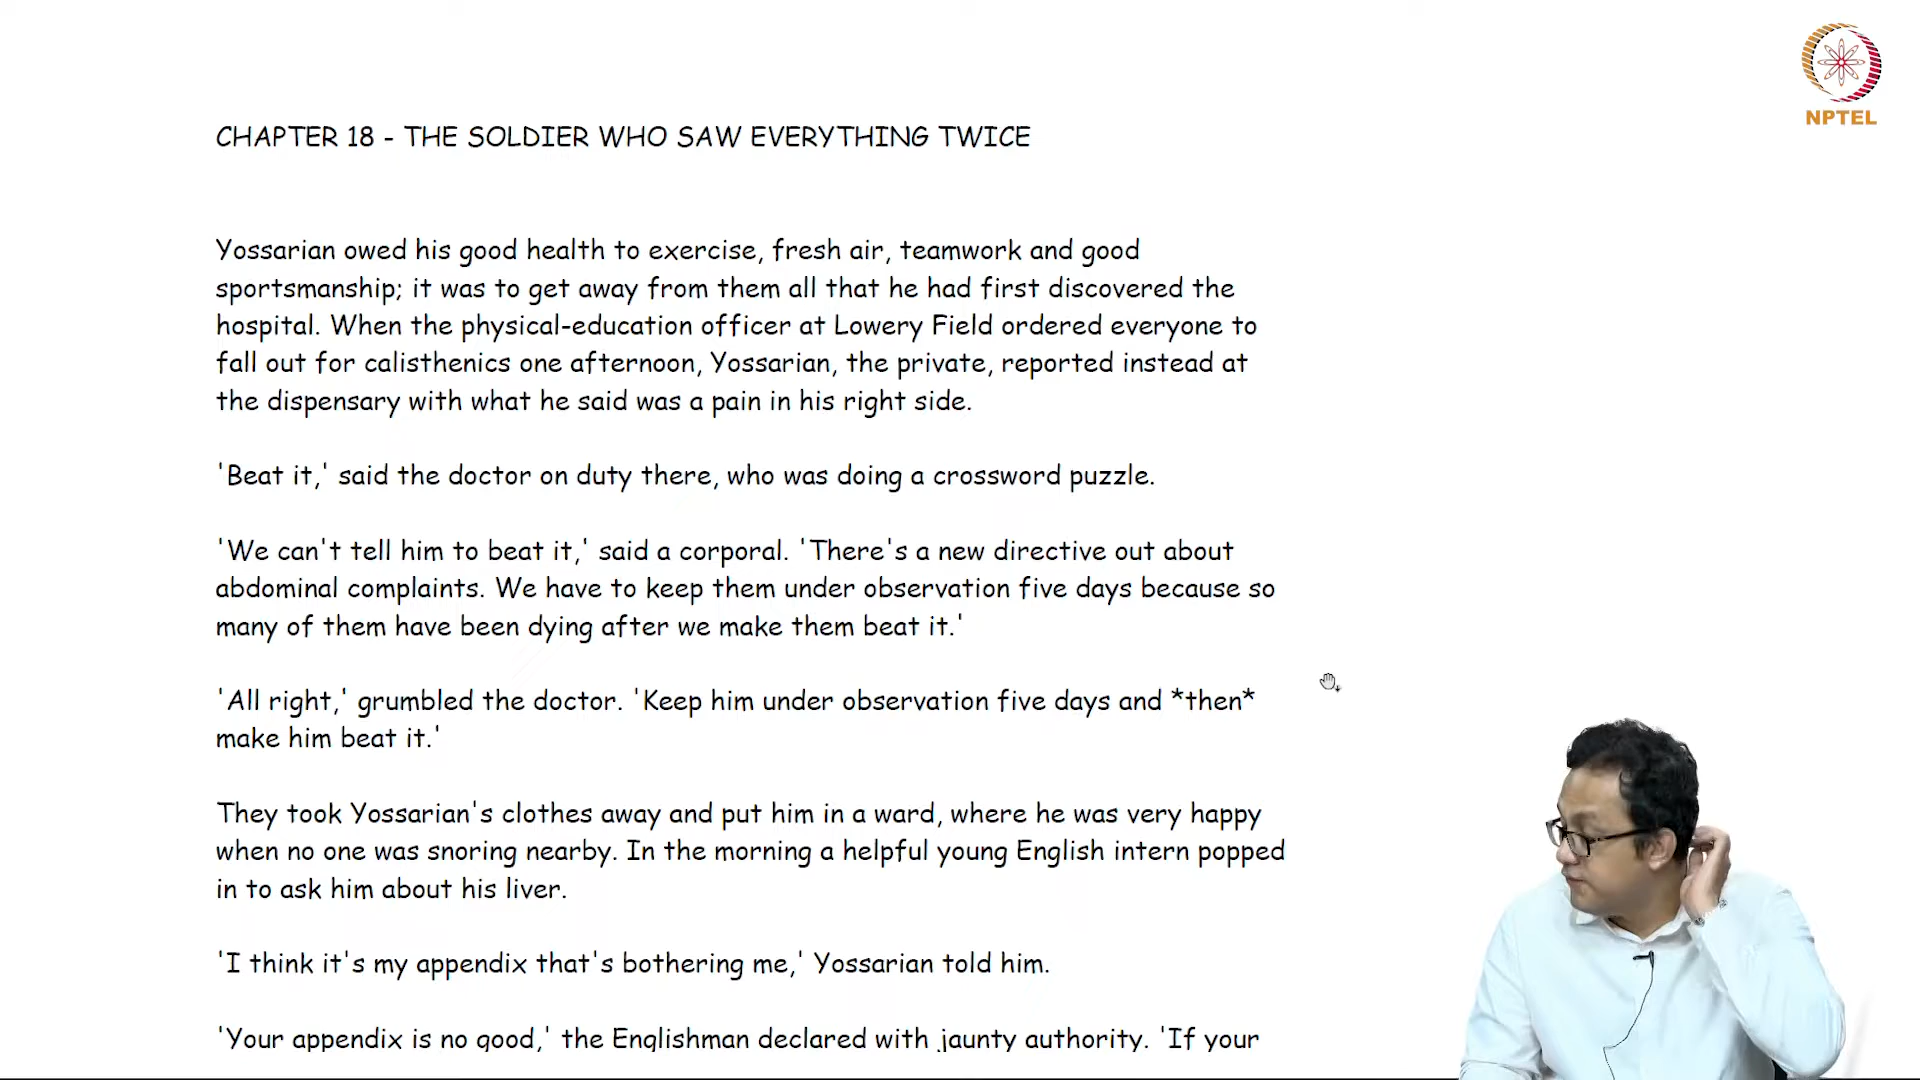 NPTEL
CHAPTER 18 - THE SOLDIER WHO SAW EVERYTHING TWICE
Yossarian owed his good health to exercise, fresh air, teamwork and good
sportsmanship; it was to get away from them all that he had first discovered the
hospital. When the physical-education officer at Lowery Field ordered everyone to
fall out for calisthenics one afternoon, Yossarian, the private, reported instead at
the dispensary with what he said was a pain in his right side.
'Beat it,' said the doctor on duty there, who was doing a crossword puzzle.
'We can't tell him to beat it,' said a corporal. 'There's a new directive out about
abdominal complaints. We have to keep them under observation five days because so
many of them have been dying after we make them beat it.'
'All right,' grumbled the doctor. 'Keep him under observation five days and *then*
make him beat it.'
They took Yossarian's clothes away and put him in a ward, where he was very happy
when no one was snoring nearby. In the morning a helpful young English intern popped
in to ask him about his liver.
'I think it's my appendix that's bothering me,' Yossarian told him.
'Your appendix is no good,' the Englishman declared with jaunty authority. 'If your